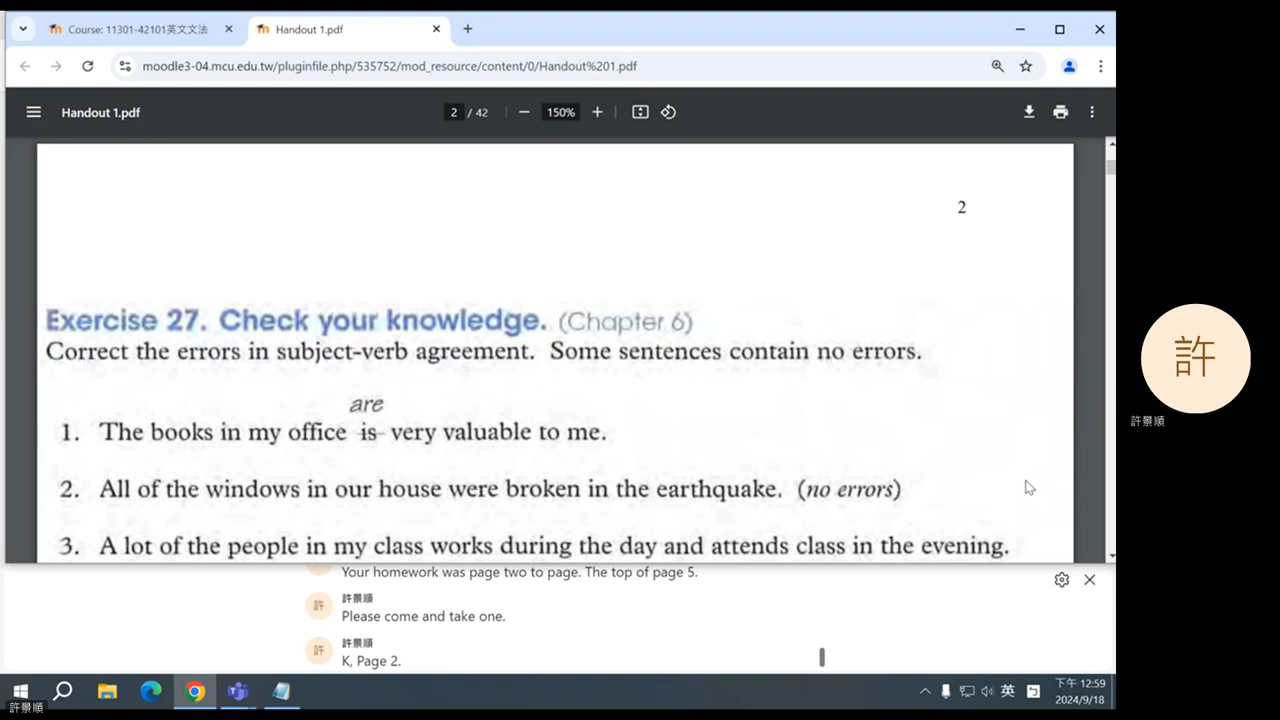 Course: 11301-42101英文文法
Handout 1.pdf
moodle3-04.mcu.edu.tw/pluginfile.php/535752/mod_resource/content/0/Handout%201.pdf
Handout 1.pdf
2 / 42
150%
2
Exercise 27. Check your knowledge. (Chapter 6)
Correct the errors in subject-verb agreement. Some sentences contain no errors.
are
1. The books in my office is very valuable to me.
2. All of the windows in our house were broken in the earthquake. (no errors)
3. A lot of the people in my class works during the day and attends class in the evening.
許
許景順
Your homework was page two to page. The top of page 5.
許
許景順
Please come and take one.
許
許景順
K, Page 2.
英
下午 12:59
2024/9/18
許景順